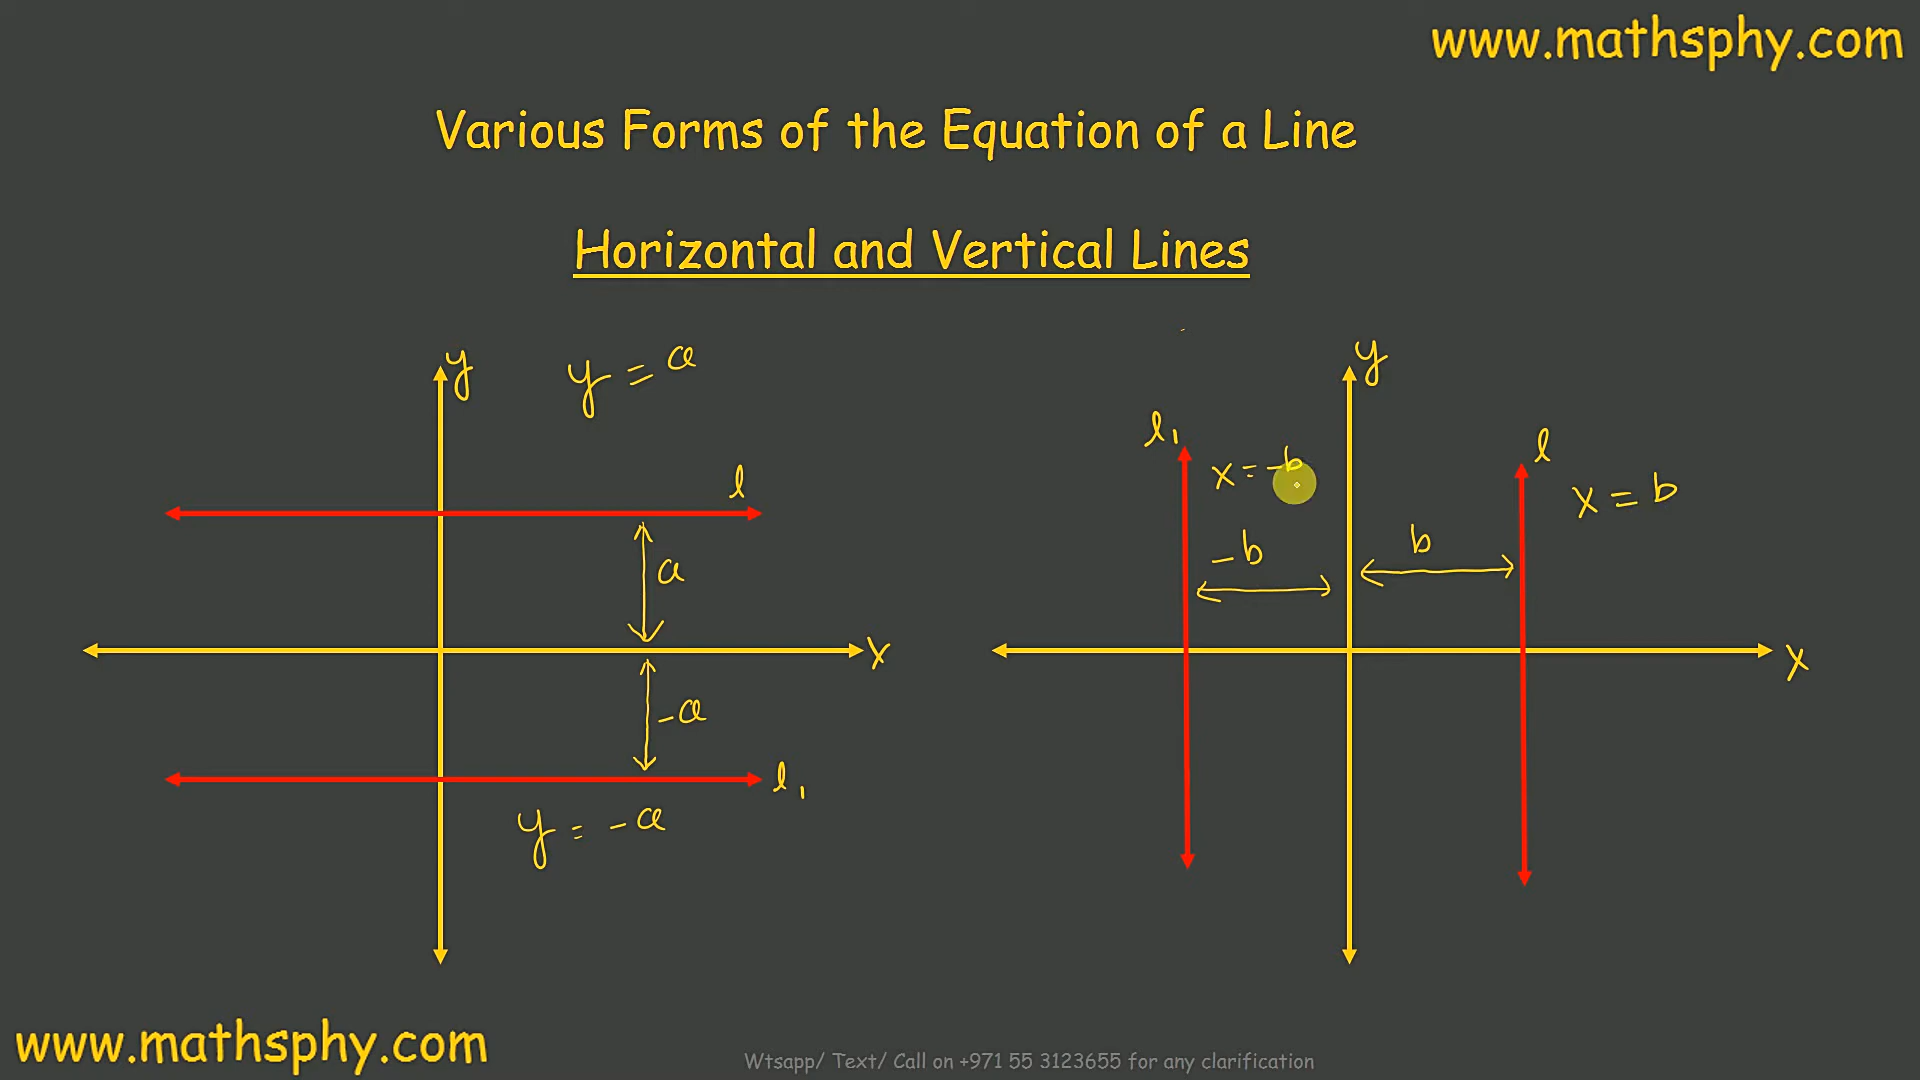 www.mathsphy.com
Various Forms of the Equation of a Line
Horizontal and Vertical Lines
y
y = a
l
a
x
-a
l₁
y = -a
y
l₁
x = -b
l
x = b
-b
b
x
www.mathsphy.com
Wtsapp/ Text/ Call on +971 55 3123655 for any clarification